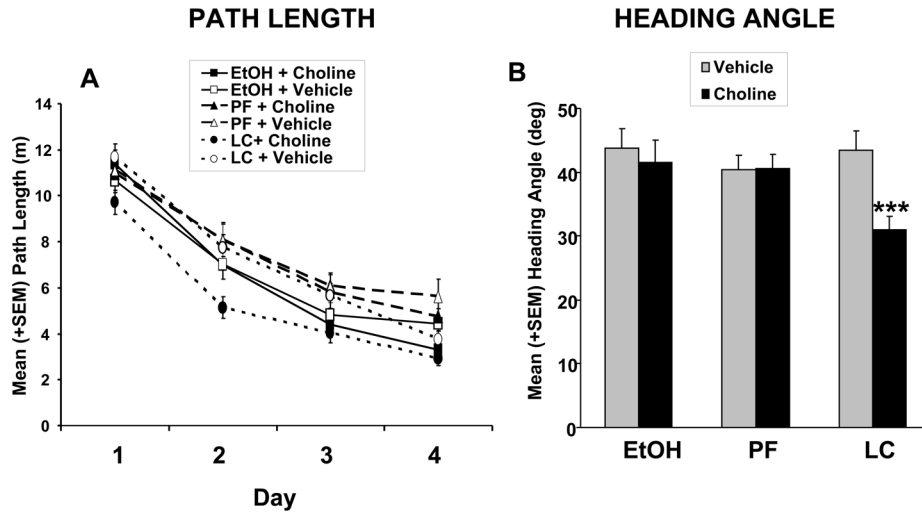 PATH LENGTH
A
EtOH + Choline
EtOH + Vehicle
PF + Choline
PF + Vehicle
LC+ Choline
LC + Vehicle
Mean (+SEM) Path Length (m)
14
12
10
8
6
4
2
0
1 2 3 4
Day
HEADING ANGLE
B
Vehicle
Choline
Mean (+SEM) Heading Angle (deg)
50
40
30
20
10
0
***
EtOH PF LC